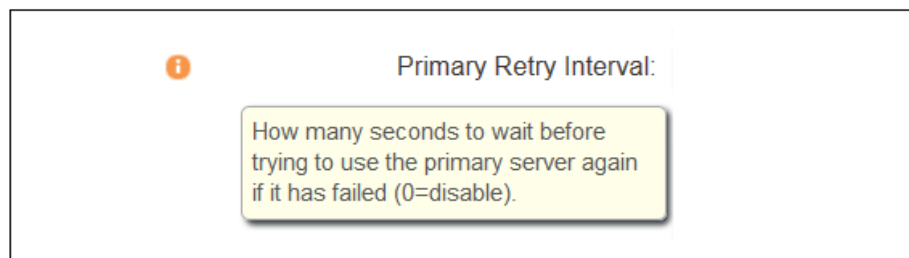 Primary Retry Interval:
How many seconds to wait before
trying to use the primary server again
if it has failed (0=disable).